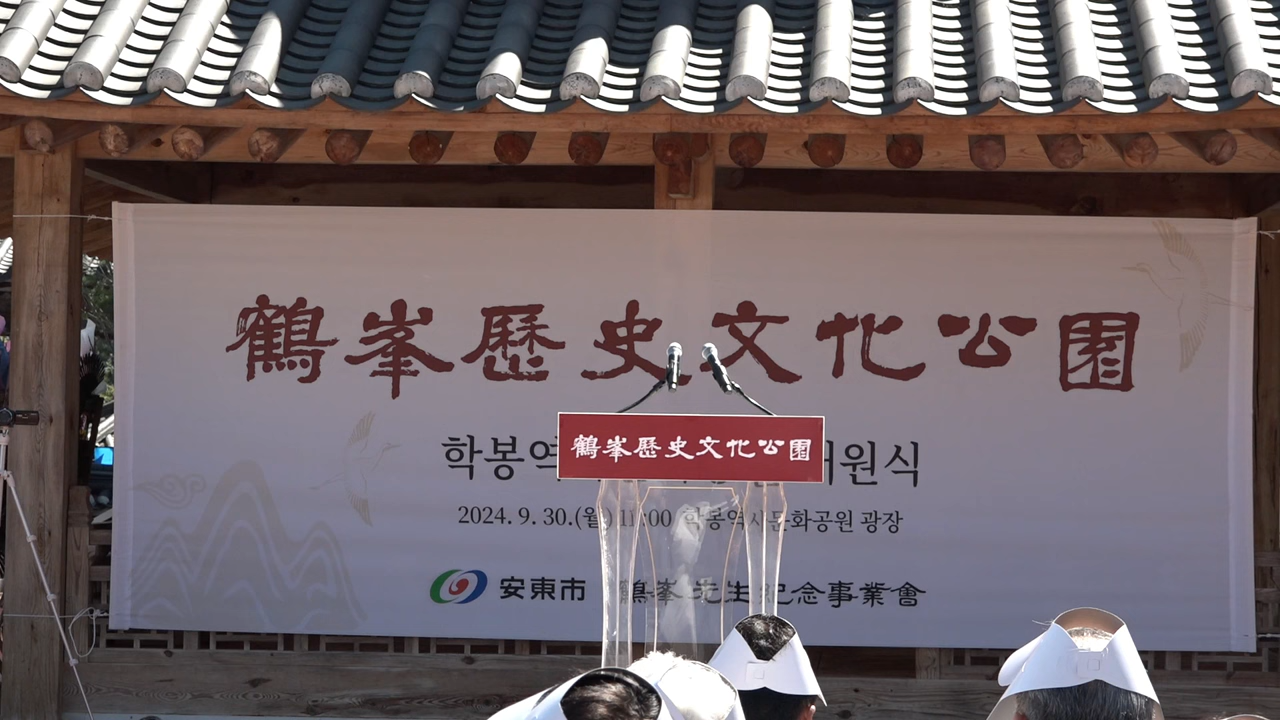 鶴峯歷史文化公園
鶴峯歷史文化公園
학봉역 개원식
2024. 9. 30.(월) 11:00 학봉역사문화공원 광장
安東市 鶴峯先生紀念事業會